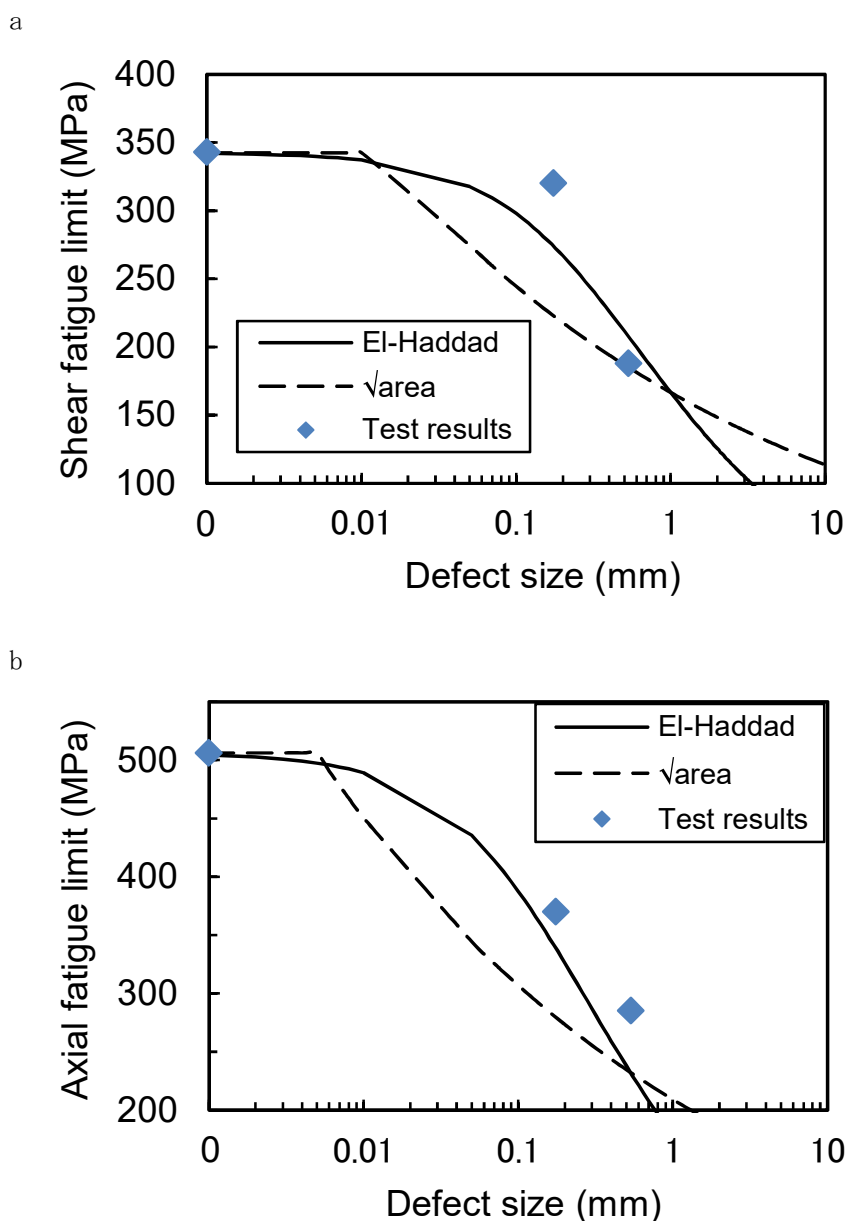 a
400
350
300
250
200
150
100
Shear fatigue limit (MPa)
El-Haddad
√area
Test results
0 0.01 0.1 1 10
Defect size (mm)
b
500
400
300
200
Axial fatigue limit (MPa)
El-Haddad
√area
Test results
0 0.01 0.1 1 10
Defect size (mm)